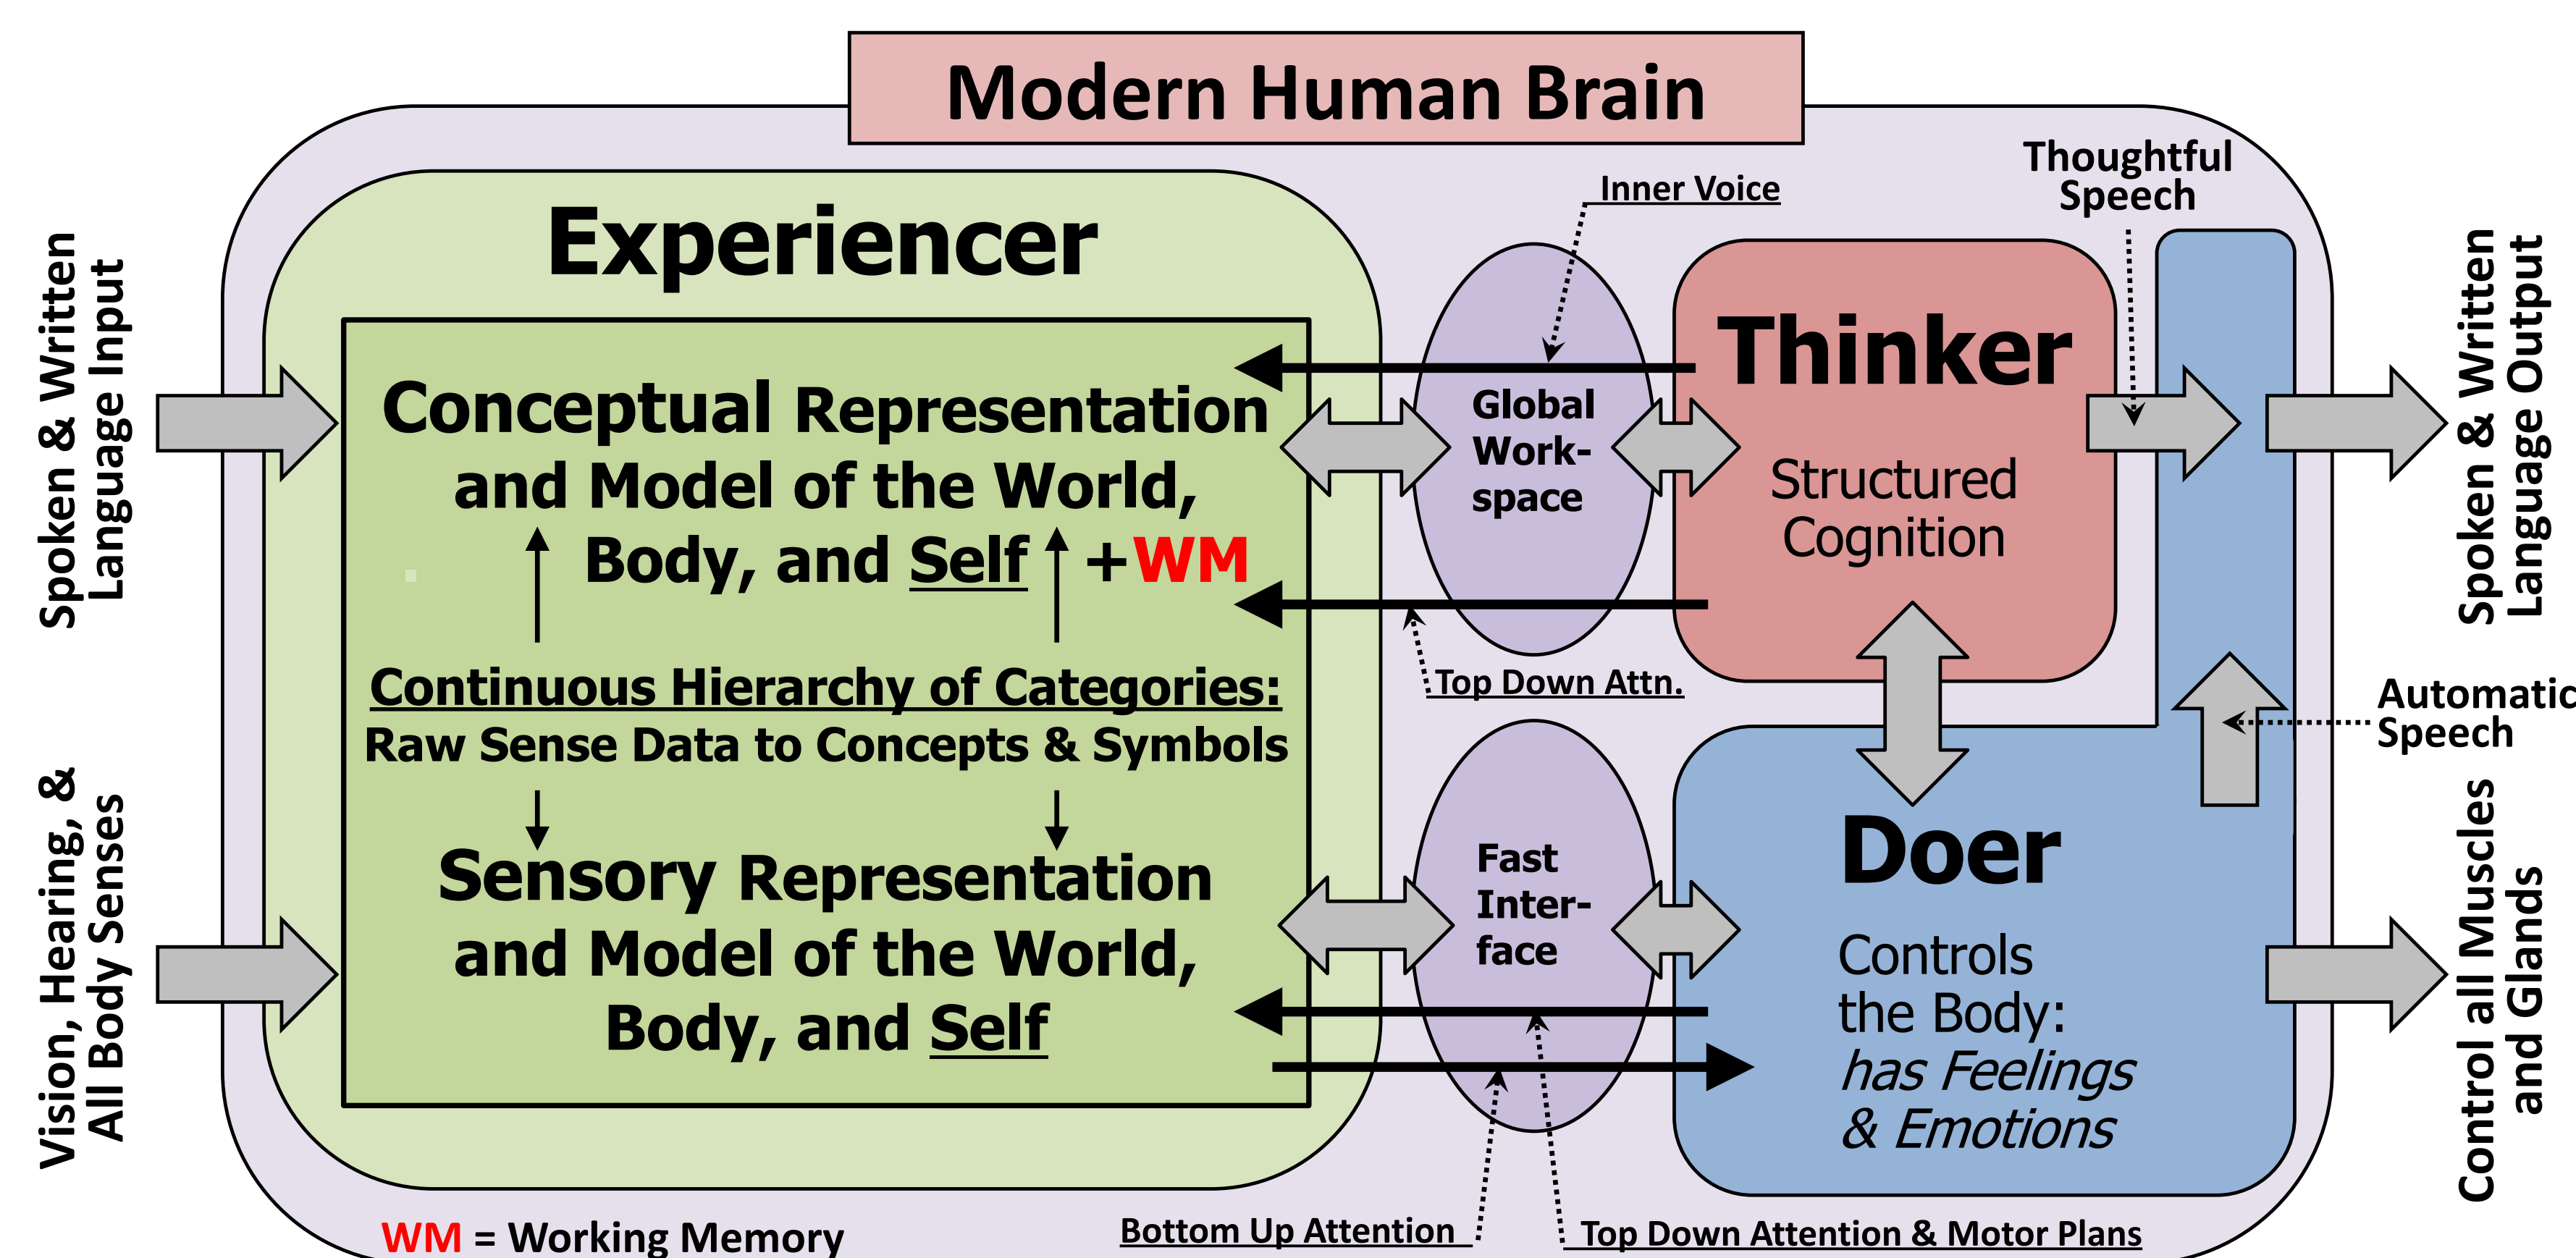 Modern Human Brain
Spoken & Written
Language Input
Vision, Hearing, &
All Body Senses
Experiencer
Conceptual Representation
and Model of the World,
Body, and Self +WM
Continuous Hierarchy of Categories:
Raw Sense Data to Concepts & Symbols
Sensory Representation
and Model of the World,
Body, and Self
WM = Working Memory
Inner Voice
Global
Work-
space
Top Down Attn.
Fast
Inter-
face
Bottom Up Attention
Top Down Attention & Motor Plans
Thinker
Structured
Cognition
Thoughtful
Speech
Doer
Controls
the Body:
has Feelings
& Emotions
Automatic
Speech
Spoken & Written
Language Output
Control all Muscles
and Glands